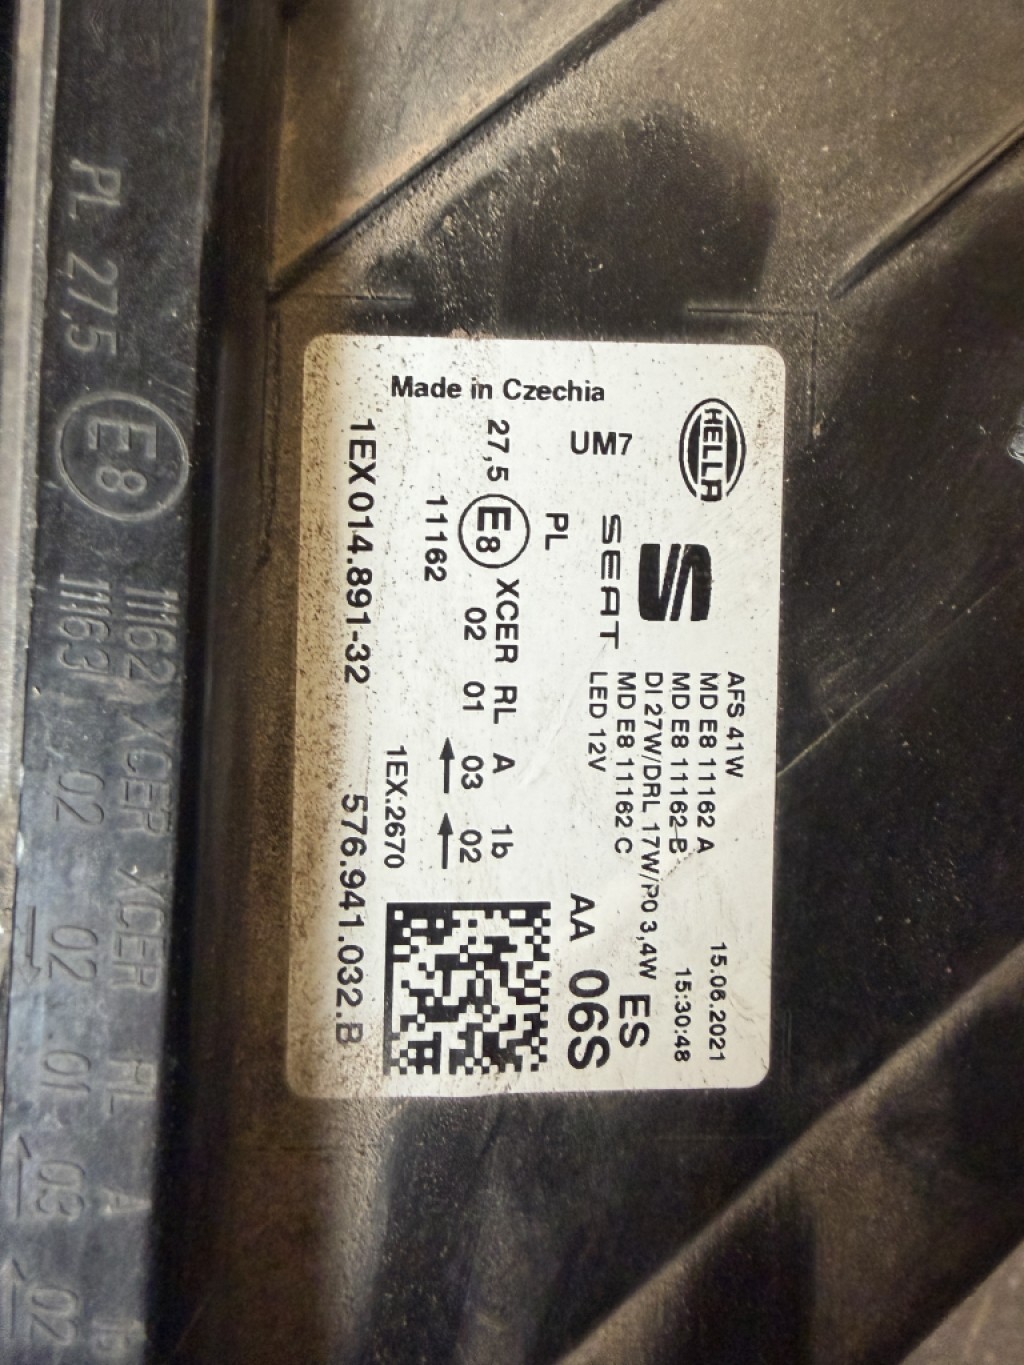 HELLA
SEAT
AFS 41W
MD E8 11162 A
MD E8 11162 B
DI 27W/DRL 17W/P0 3,4W
MD E8 11162 C
LED 12V
15.06.2021
15:30:48
ES
UM7
AA 06S
Made in Czechia
PL
27,5 E8 XCER RL A 1b
02 01 03 02
11162
1EX.2670
1EX 014.891-32
576.941.032.B
PL 27,5 E8 11162 XCER XCER PL A
11163 02 02 01 03 02